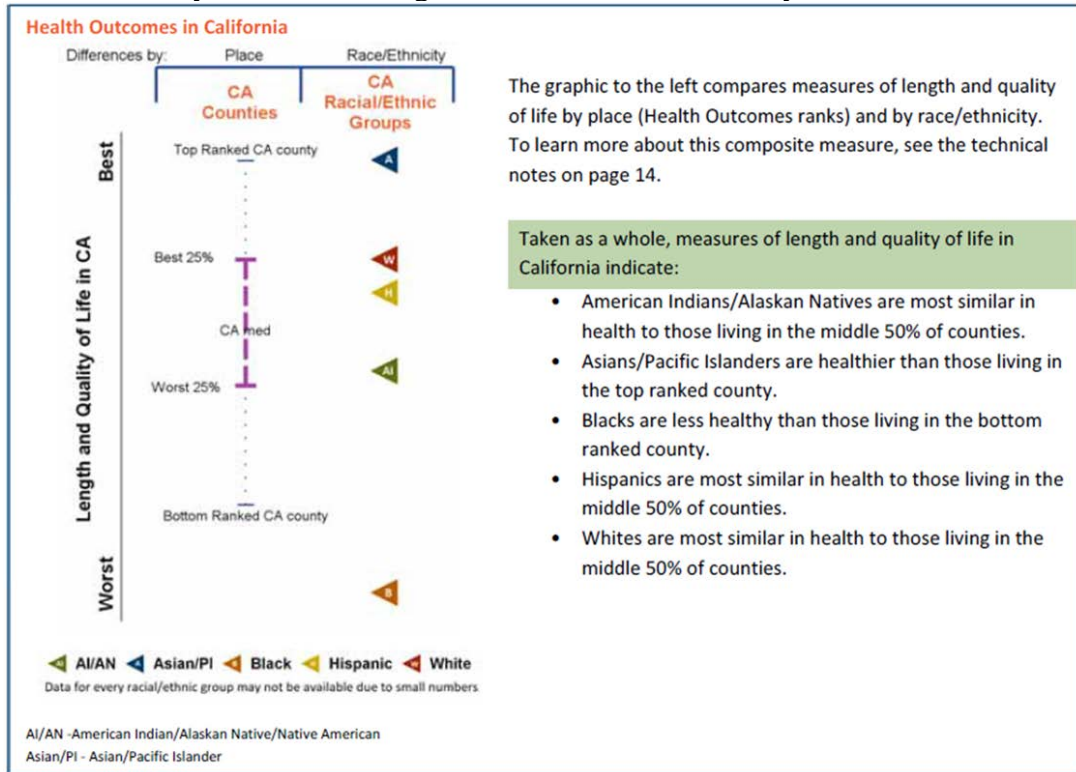 Health Outcomes in California
Differences by: Place Race/Ethnicity
CA
Counties
CA
Racial/Ethnic
Groups
Best
Length and Quality of Life in CA
Worst
Top Ranked CA county
Best 25%
CA med
Worst 25%
Bottom Ranked CA county
A
W
H
AI
B
AI/AN Asian/PI Black Hispanic White
Data for every racial/ethnic group may not be available due to small numbers
AI/AN -American Indian/Alaskan Native/Native American
Asian/PI - Asian/Pacific Islander
The graphic to the left compares measures of length and quality
of life by place (Health Outcomes ranks) and by race/ethnicity.
To learn more about this composite measure, see the technical
notes on page 14.
Taken as a whole, measures of length and quality of life in
California indicate:
• American Indians/Alaskan Natives are most similar in
health to those living in the middle 50% of counties.
• Asians/Pacific Islanders are healthier than those living in
the top ranked county.
• Blacks are less healthy than those living in the bottom
ranked county.
• Hispanics are most similar in health to those living in the
middle 50% of counties.
• Whites are most similar in health to those living in the
middle 50% of counties.